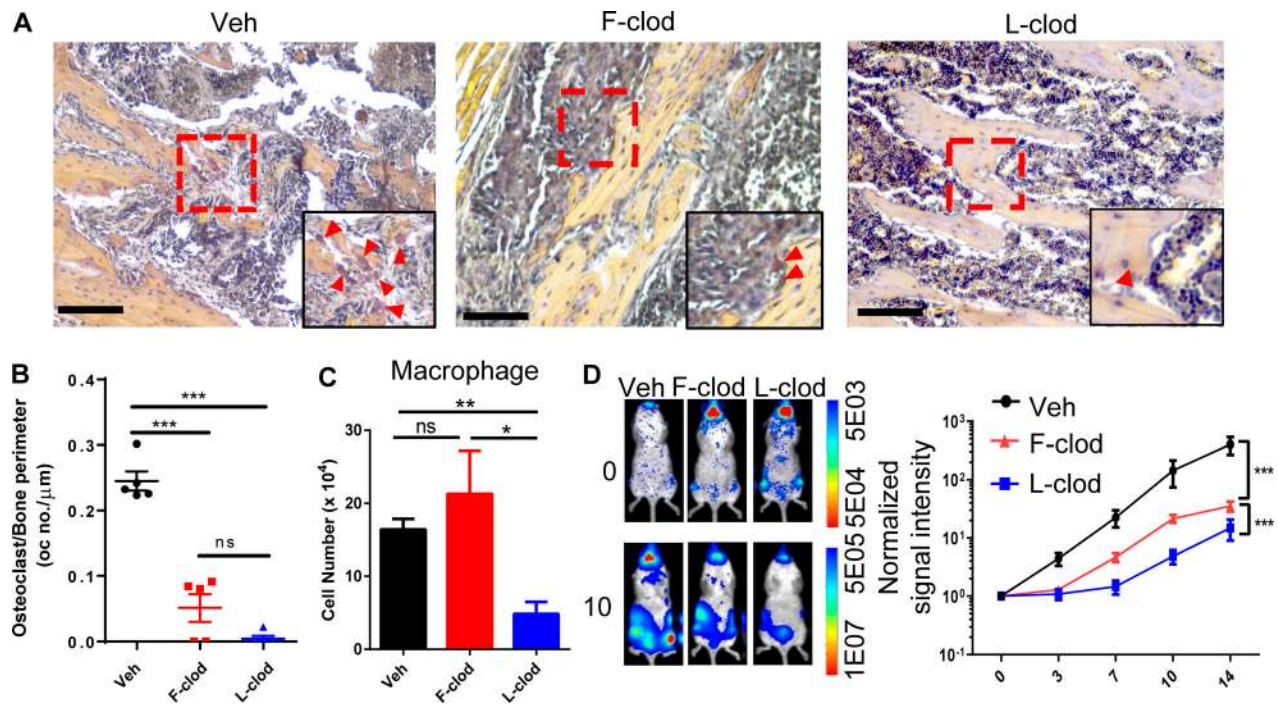 A
Veh
F-clod
L-clod
B
Osteoclast/Bone perimeter
(oc no./μm)
0.4
0.3
0.2
0.1
0.0
***
***
ns
Veh
F-clod
L-clod
C
Macrophage
Cell Number (x 10⁴)
30
20
10
0
**
ns
*
Veh
F-clod
L-clod
D
Veh F-clod L-clod
0
10
5E03
5E04
5E05
1E07
Normalized
signal intensity
10³
10²
10¹
10⁰
10⁻¹
Veh
F-clod
L-clod
***
***
0 3 7 10 14